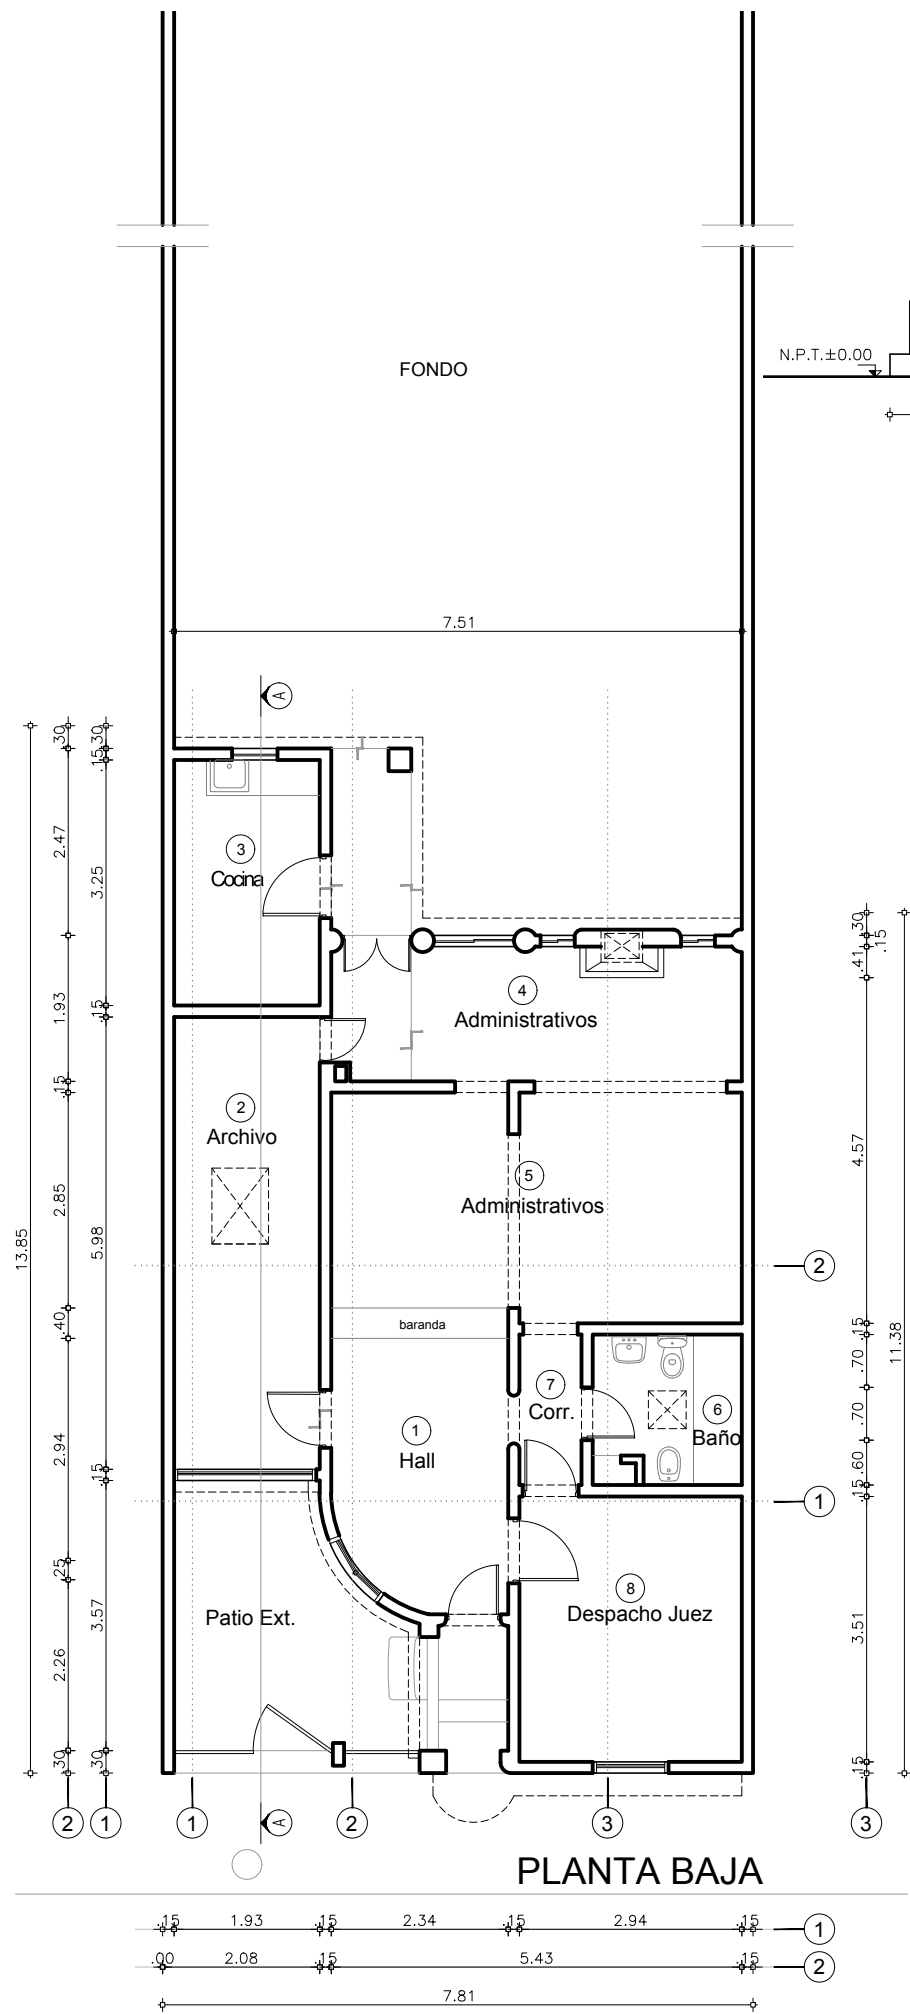 FONDO
N.P.T.±0.00
7.51
A
3
Cocina
4
Administrativos
2
Archivo
5
Administrativos
baranda
7
Corr.
6
Baño
1
Hall
8
Despacho Juez
Patio Ext.
13.85
.30
2.47
1.93
.15
2.85
.40
2.94
.25
2.26
.30
.30
.15
3.25
.15
5.98
.15
3.57
.30
.30
.15
.41
4.57
.15
.70
.70
.60
.15
3.51
.15
11.38
2
1
2
1
1
A
2
3
3
PLANTA BAJA
.15 1.93 .15 2.34 .15 2.94 .15 1
.00 2.08 .15 5.43 .15 2
7.81